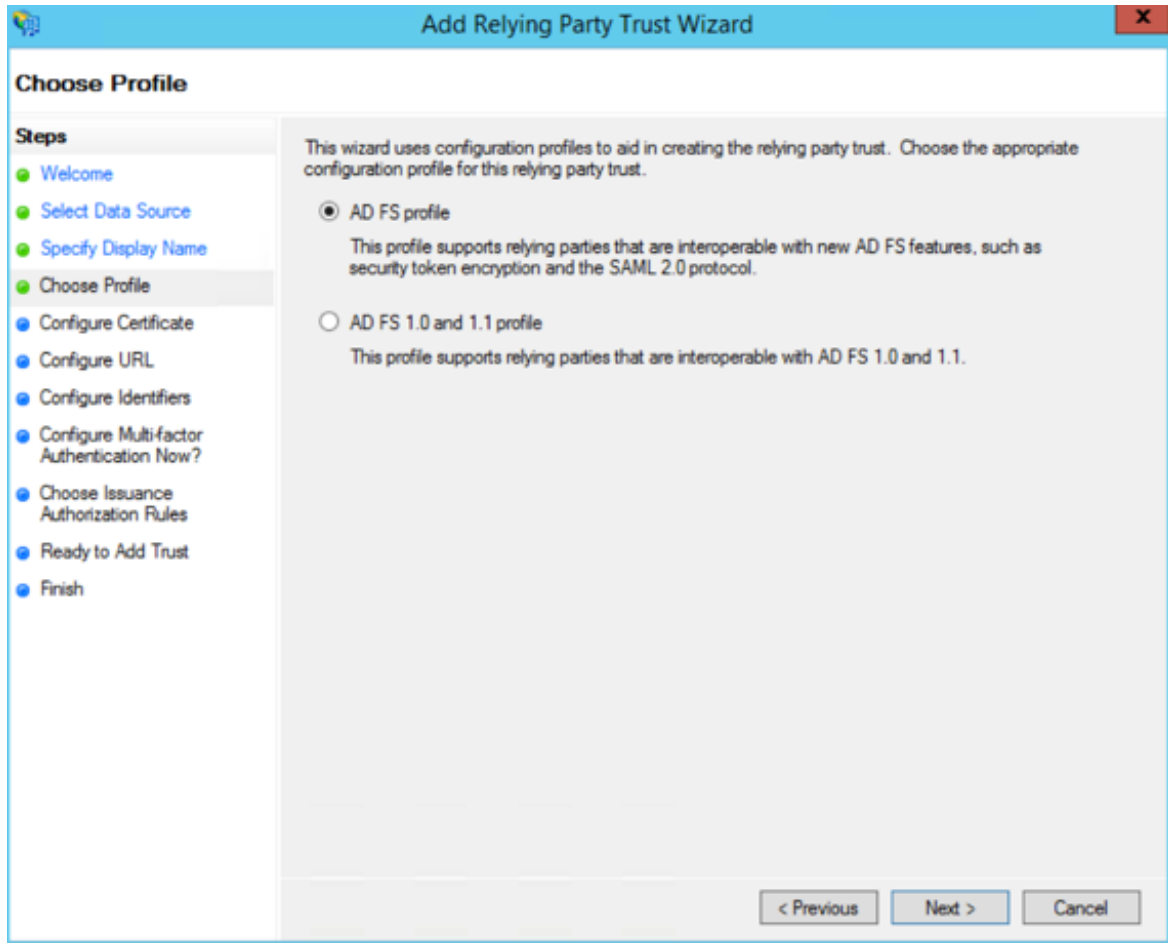 Add Relying Party Trust Wizard
x
Choose Profile
Steps
Welcome
Select Data Source
Specify Display Name
Choose Profile
Configure Certificate
Configure URL
Configure Identifiers
Configure Multi-factor
Authentication Now?
Choose Issuance
Authorization Rules
Ready to Add Trust
Finish
This wizard uses configuration profiles to aid in creating the relying party trust. Choose the appropriate
configuration profile for this relying party trust.
AD FS profile
This profile supports relying parties that are interoperable with new AD FS features, such as
security token encryption and the SAML 2.0 protocol.
AD FS 1.0 and 1.1 profile
This profile supports relying parties that are interoperable with AD FS 1.0 and 1.1.
< Previous
Next >
Cancel